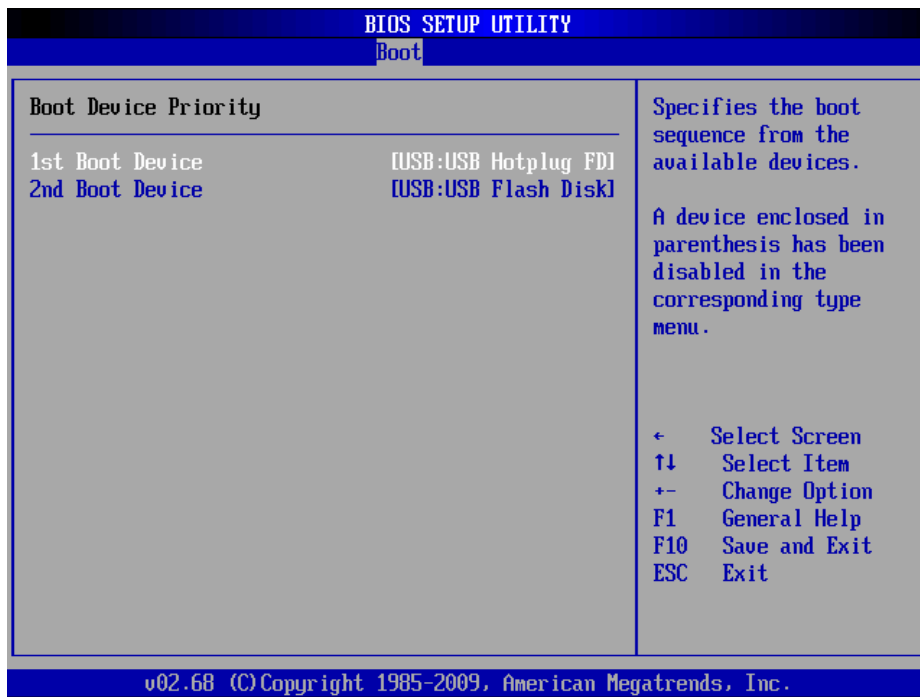 BIOS SETUP UTILITY
Boot
Boot Device Priority
1st Boot Device [USB:USB Hotplug FD]
2nd Boot Device [USB:USB Flash Disk]
Specifies the boot
sequence from the
available devices.
A device enclosed in
parenthesis has been
disabled in the
corresponding type
menu.
← Select Screen
↑↓ Select Item
+- Change Option
F1 General Help
F10 Save and Exit
ESC Exit
v02.68 (C)Copyright 1985-2009, American Megatrends, Inc.